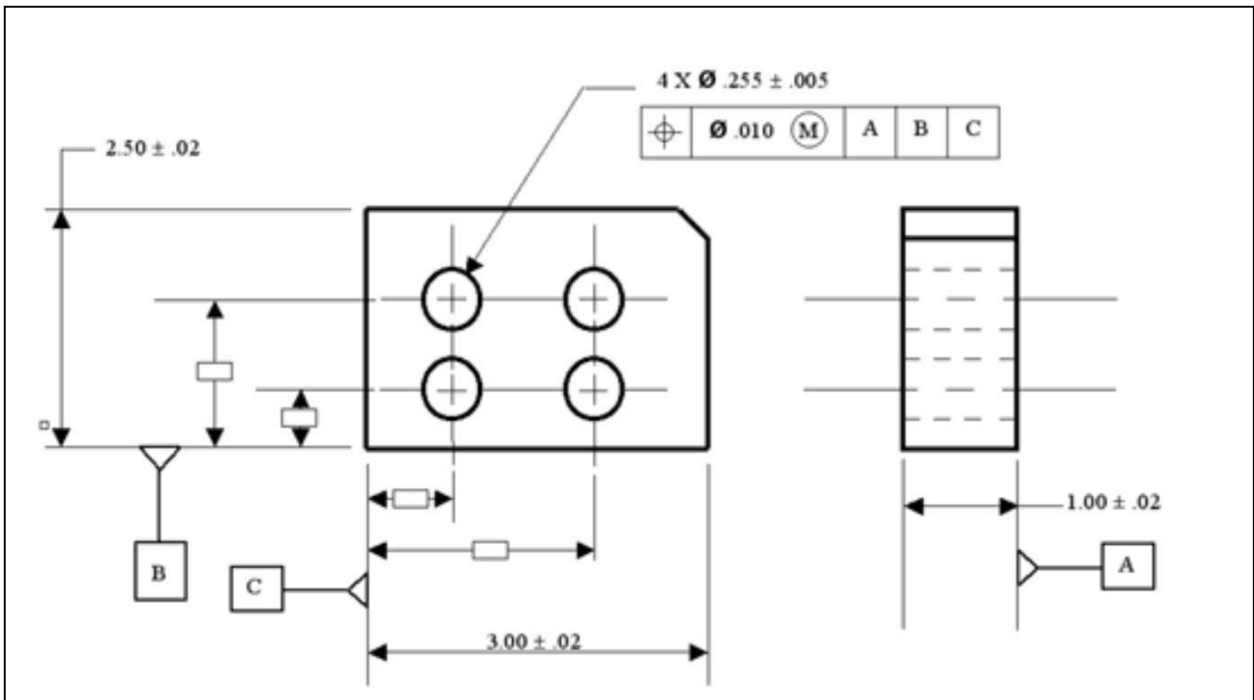 4 X Ø .255 ± .005
⌖ Ø .010 Ⓜ A B C
2.50 ± .02
1.00 ± .02
B
C
A
3.00 ± .02